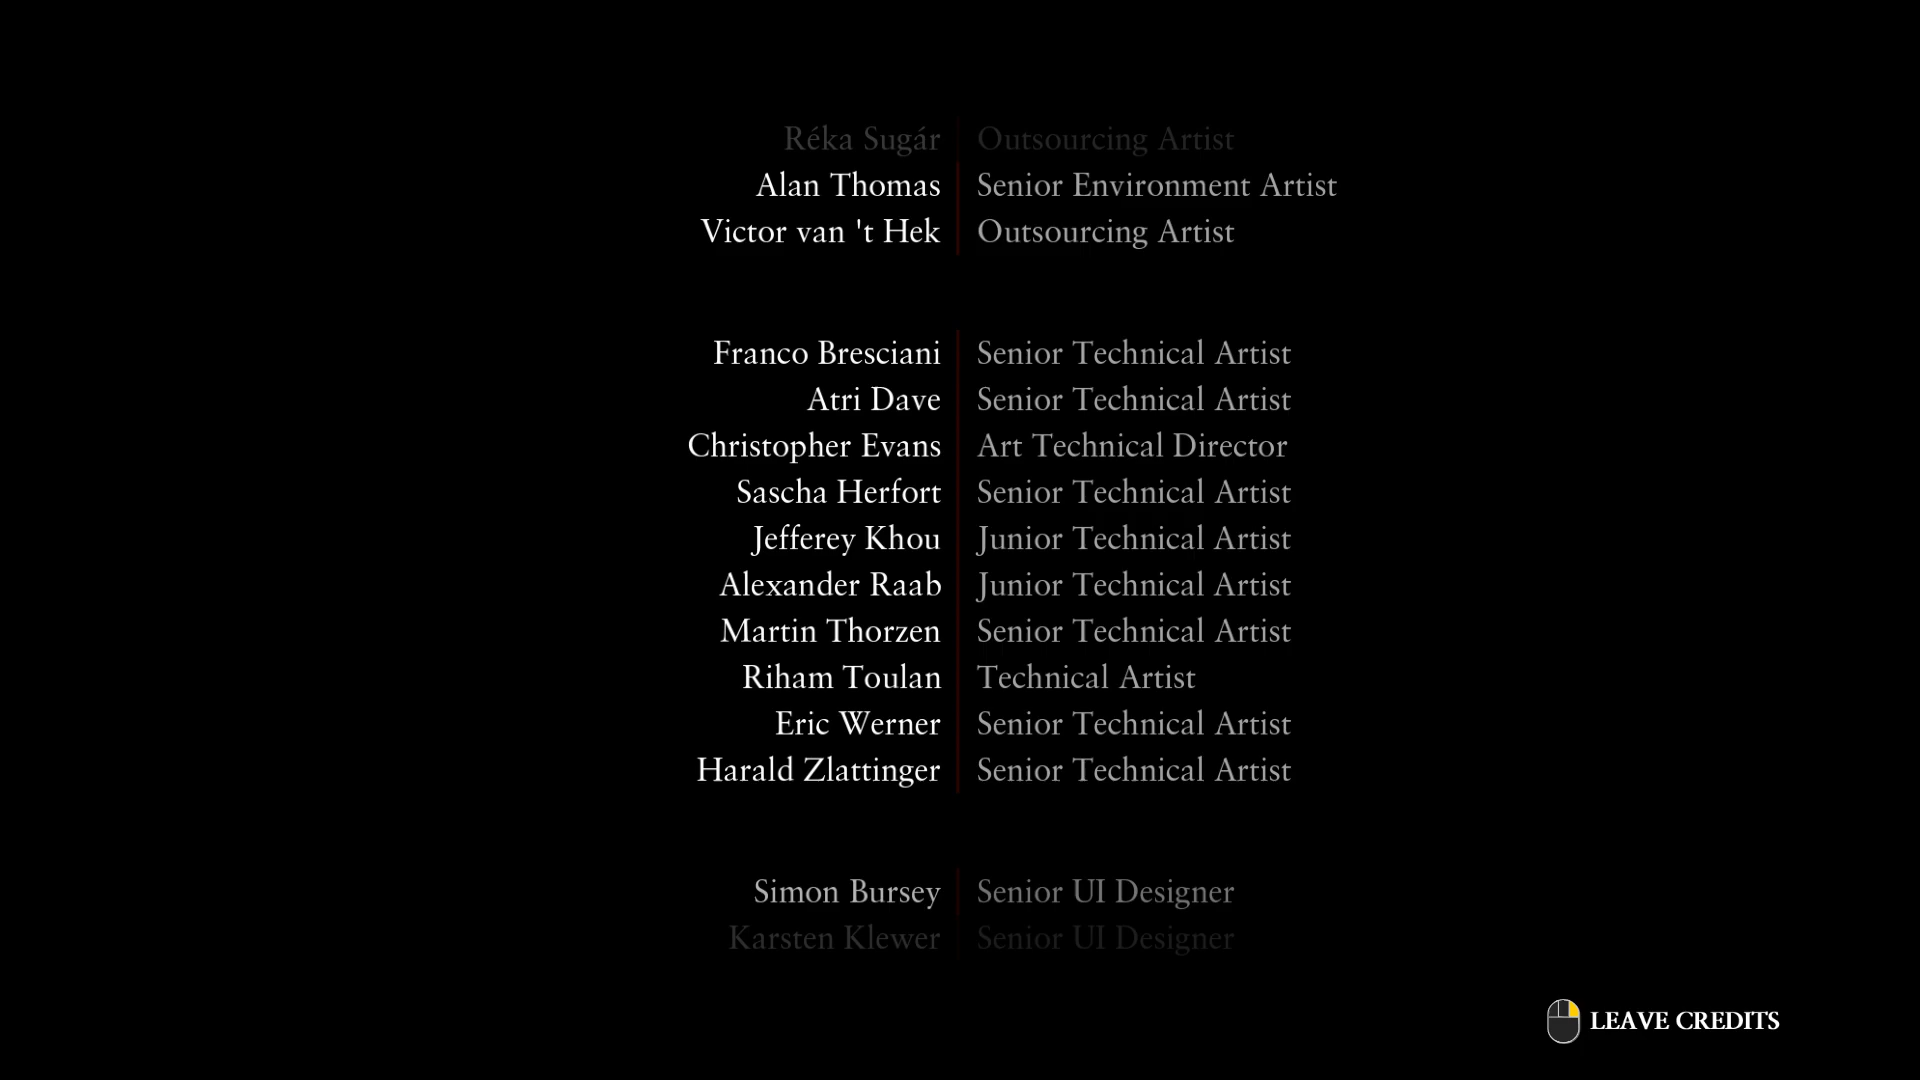 Réka Sugár Outsourcing Artist
Alan Thomas Senior Environment Artist
Victor van 't Hek Outsourcing Artist
Franco Bresciani Senior Technical Artist
Atri Dave Senior Technical Artist
Christopher Evans Art Technical Director
Sascha Herfort Senior Technical Artist
Jefferey Khou Junior Technical Artist
Alexander Raab Junior Technical Artist
Martin Thorzen Senior Technical Artist
Riham Toulan Technical Artist
Eric Werner Senior Technical Artist
Harald Zlattinger Senior Technical Artist
Simon Bursey Senior UI Designer
Karsten Klewer Senior UI Designer
LEAVE CREDITS